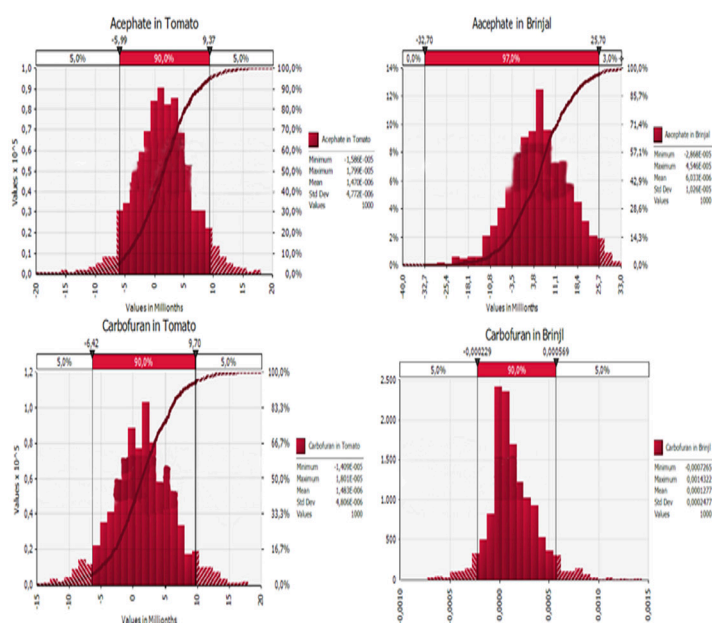 Acephate in Tomato
-5,99 9,37
5,0% 90,0% 5,0%
1,0
0,9
0,8
0,7
0,6
0,5
0,4
0,3
0,2
0,1
0,0
Values x 10^5
100,0%
90,0%
80,0%
70,0%
60,0%
50,0%
40,0%
30,0%
20,0%
10,0%
0,0%
-20 -15 -10 -5 0 5 10 15 20
Values in Millionths
Acephate in Tomato
Minimum -1,586E-005
Maximum 1,799E-005
Mean 1,470E-006
Std Dev 4,772E-006
Values 1000
Aacephate in Brinjal
-32,70 25,70
0,0% 97,0% 3,0%
14%
12%
10%
8%
6%
4%
2%
0%
100,0%
85,7%
71,4%
57,1%
42,9%
28,6%
14,3%
0,0%
-40,0 -32,7 -25,4 -18,1 -10,8 -3,5 3,8 11,1 18,4 25,7 33,0
Values in Millionths
Aacephate in Brinjal
Minimum -2,868E-005
Maximum 4,546E-005
Mean 6,033E-006
Std Dev 1,026E-005
Values 1000
Carbofuran in Tomato
-6,42 9,70
5,0% 90,0% 5,0%
1,2
1,0
0,8
0,6
0,4
0,2
0,0
Values x 10^5
100,0%
83,3%
66,7%
50,0%
33,3%
16,7%
0,0%
-15 -10 -5 0 5 10 15 20
Values in Millionths
Carbofuran in Tomato
Minimum -1,409E-005
Maximum 1,801E-005
Mean 1,463E-006
Std Dev 4,806E-006
Values 1000
Carbofuran in Brinjl
-0,000229 0,000569
5,0% 90,0% 5,0%
2.500
2.000
1.500
1.000
500
0
-0,0010 -0,0005 0,0000 0,0005 0,0010 0,0015
Carbofuran in Brinjl
Minimum -0,0007265
Maximum 0,0014322
Mean 0,0001277
Std Dev 0,0002477
Values 1000